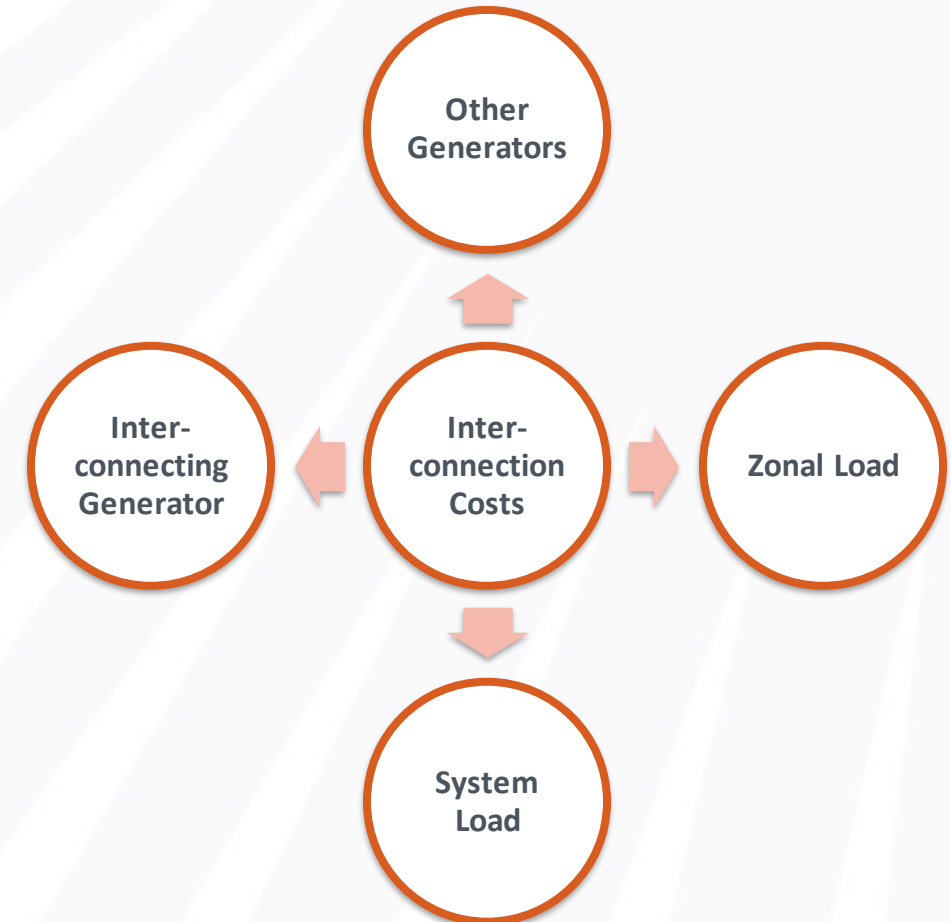 Other
Generators
Inter-
connecting
Generator
Inter-
connection
Costs
Zonal Load
System
Load